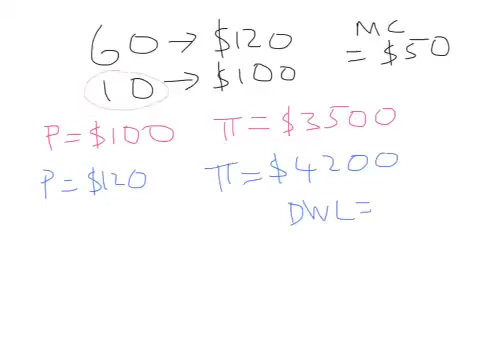 60 → $120
10 → $100
MC
= $50
P = $100 π = $3500
P = $120 π = $4200
DWL =